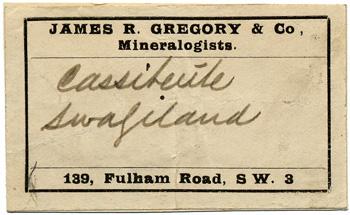 JAMES R. GREGORY & Co,
Mineralogists.
Cassiterite
Swaziland
139, Fulham Road, S W. 3